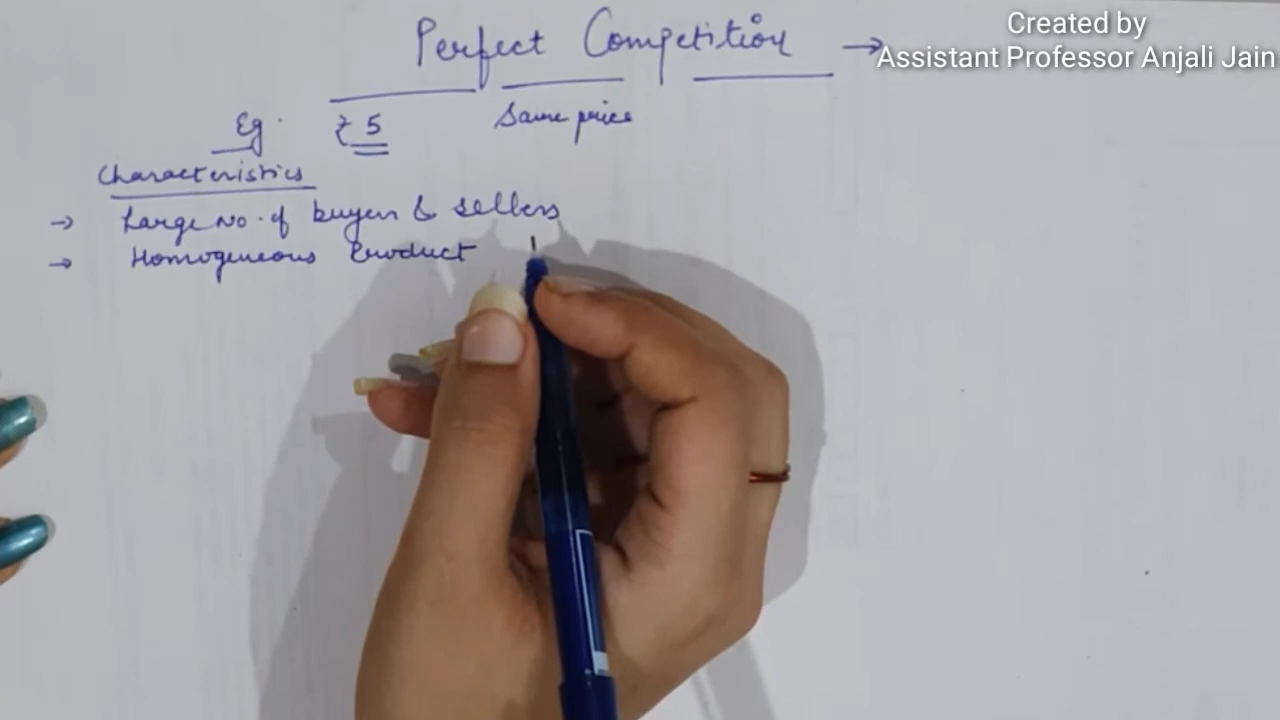 Perfect Competition →
Created by
Assistant Professor Anjali Jain
Eg. ₹ 5 Same price
Characteristics
→ Large No. of buyers & sellers
→ Homogeneous Product